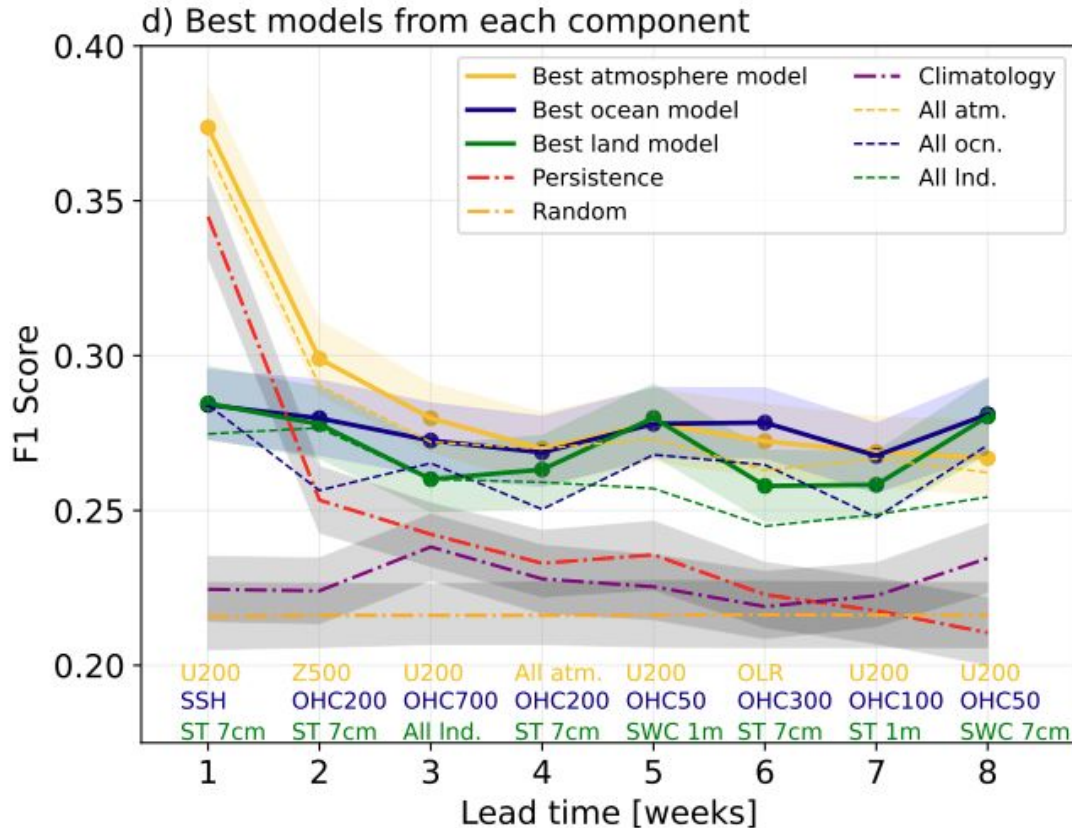 d) Best models from each component
0.40
0.35
0.30
0.25
0.20
F1 Score
Best atmosphere model
Best ocean model
Best land model
Persistence
Random
Climatology
All atm.
All ocn.
All lnd.
U200 Z500 U200 All atm. U200 OLR U200 U200
SSH OHC200 OHC700 OHC200 OHC50 OHC300 OHC100 OHC50
ST 7cm ST 7cm All lnd. ST 7cm SWC 1m ST 7cm ST 1m SWC 7cm
1 2 3 4 5 6 7 8
Lead time [weeks]